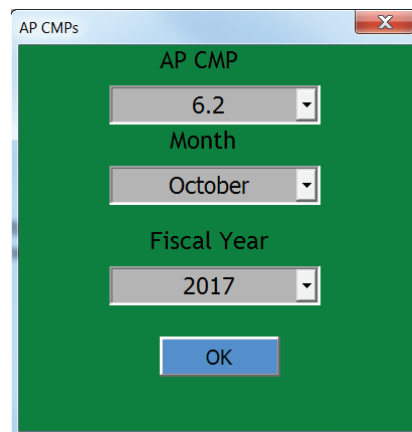 AP CMPs
AP CMP
6.2
Month
October
Fiscal Year
2017
OK